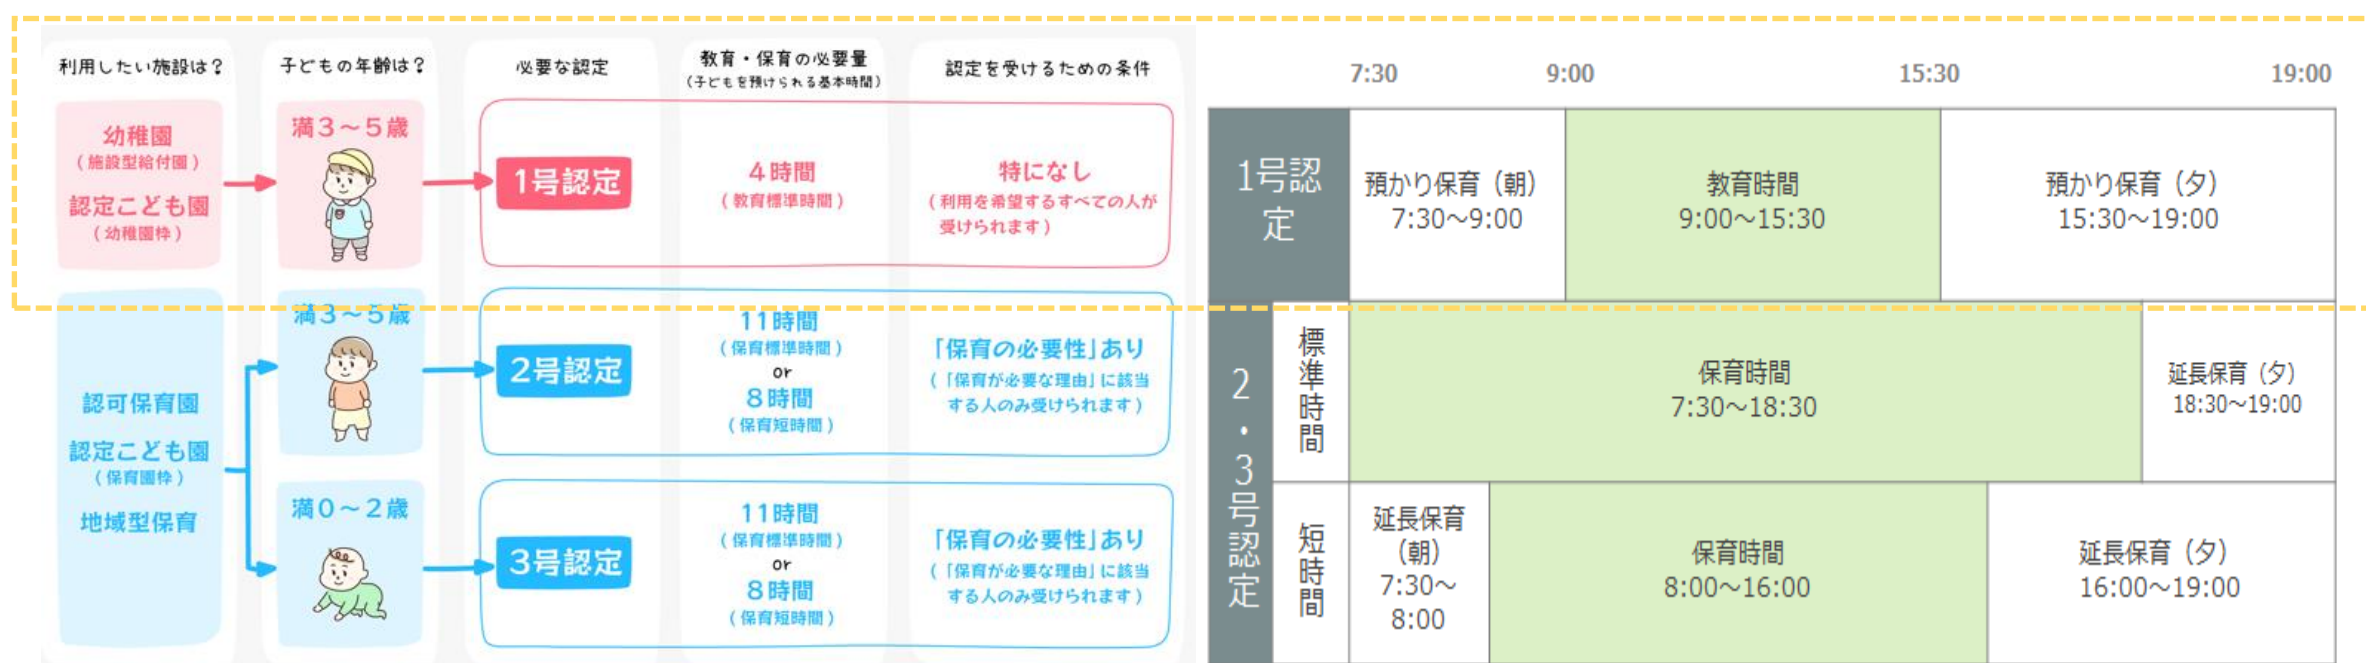 利用したい施設は？
子どもの年齢は？
必要な認定
教育・保育の必要量
（子どもを預けられる基本時間）
認定を受けるための条件
幼稚園
（施設型給付園）
認定こども園
（幼稚園枠）
満3～5歳
1号認定
4時間
（教育標準時間）
特になし
（利用を希望するすべての人が
受けられます）
認可保育園
認定こども園
（保育園枠）
地域型保育
満3～5歳
2号認定
11時間
（保育標準時間）
or
8時間
（保育短時間）
「保育の必要性」あり
（「保育が必要な理由」に該当
する人のみ受けられます）
満0～2歳
3号認定
11時間
（保育標準時間）
or
8時間
（保育短時間）
「保育の必要性」あり
（「保育が必要な理由」に該当
する人のみ受けられます）
7:30 9:00 15:30 19:00
1号認
定
預かり保育（朝）
7:30～9:00
教育時間
9:00～15:30
預かり保育（夕）
15:30～19:00
2・3号認定
標準時間
保育時間
7:30～18:30
延長保育（夕）
18:30～19:00
短時間
延長保育
（朝）
7:30～
8:00
保育時間
8:00～16:00
延長保育（夕）
16:00～19:00